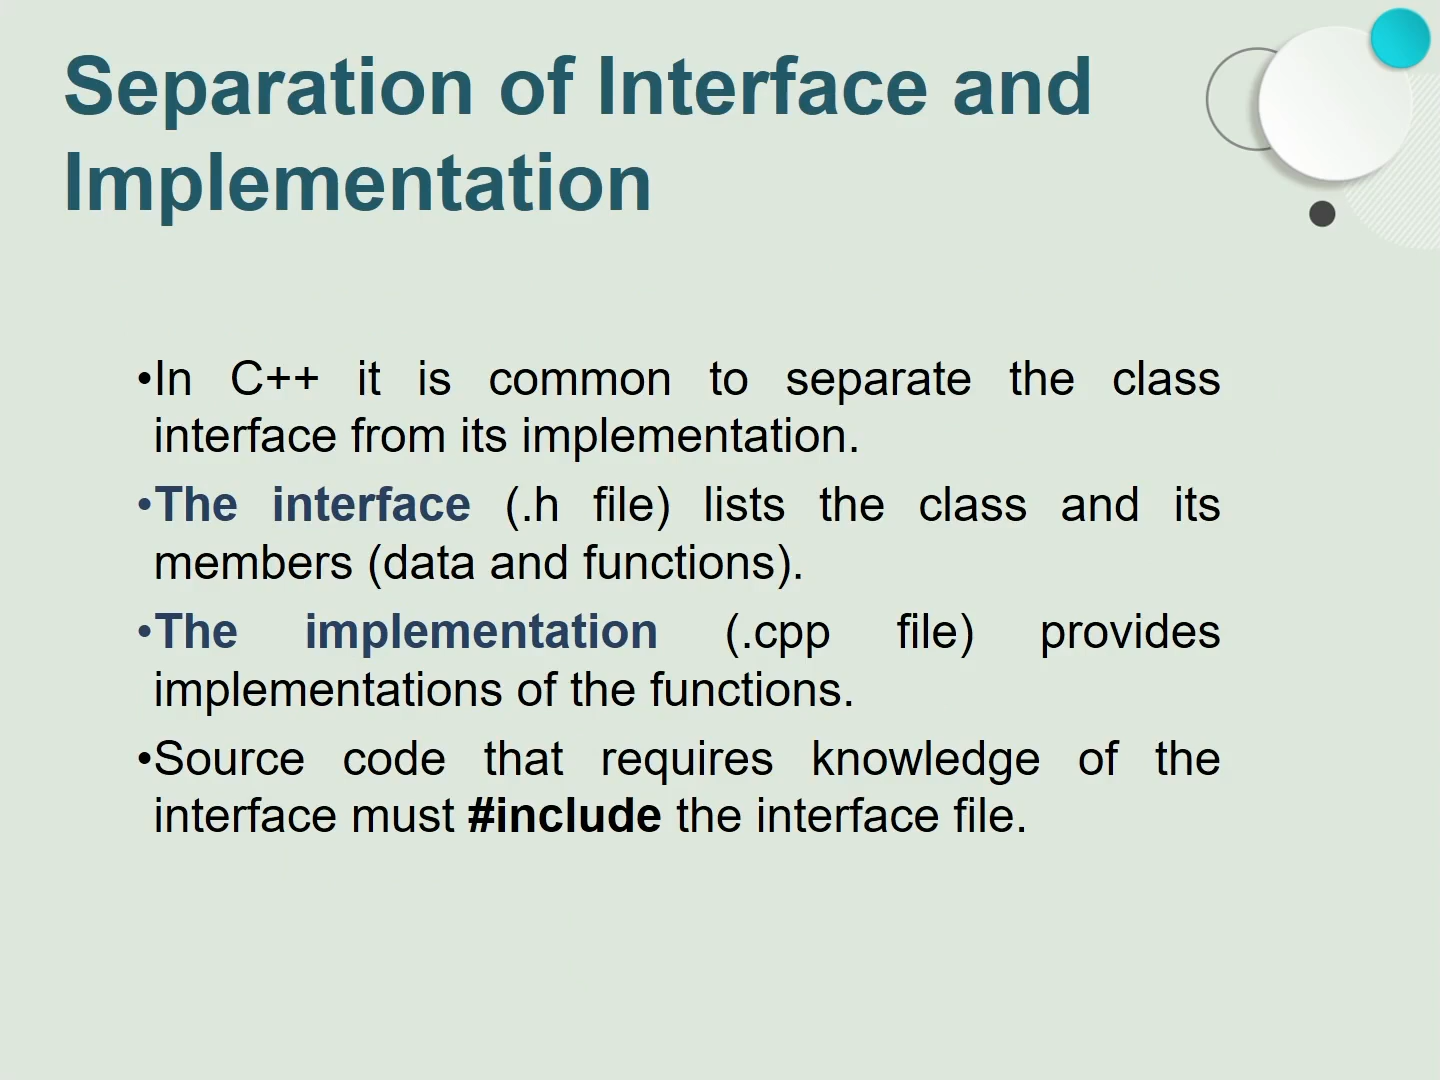 Separation of Interface and
Implementation
•In C++ it is common to separate the class
interface from its implementation.
•The interface (.h file) lists the class and its
members (data and functions).
•The implementation (.cpp file) provides
implementations of the functions.
•Source code that requires knowledge of the
interface must #include the interface file.